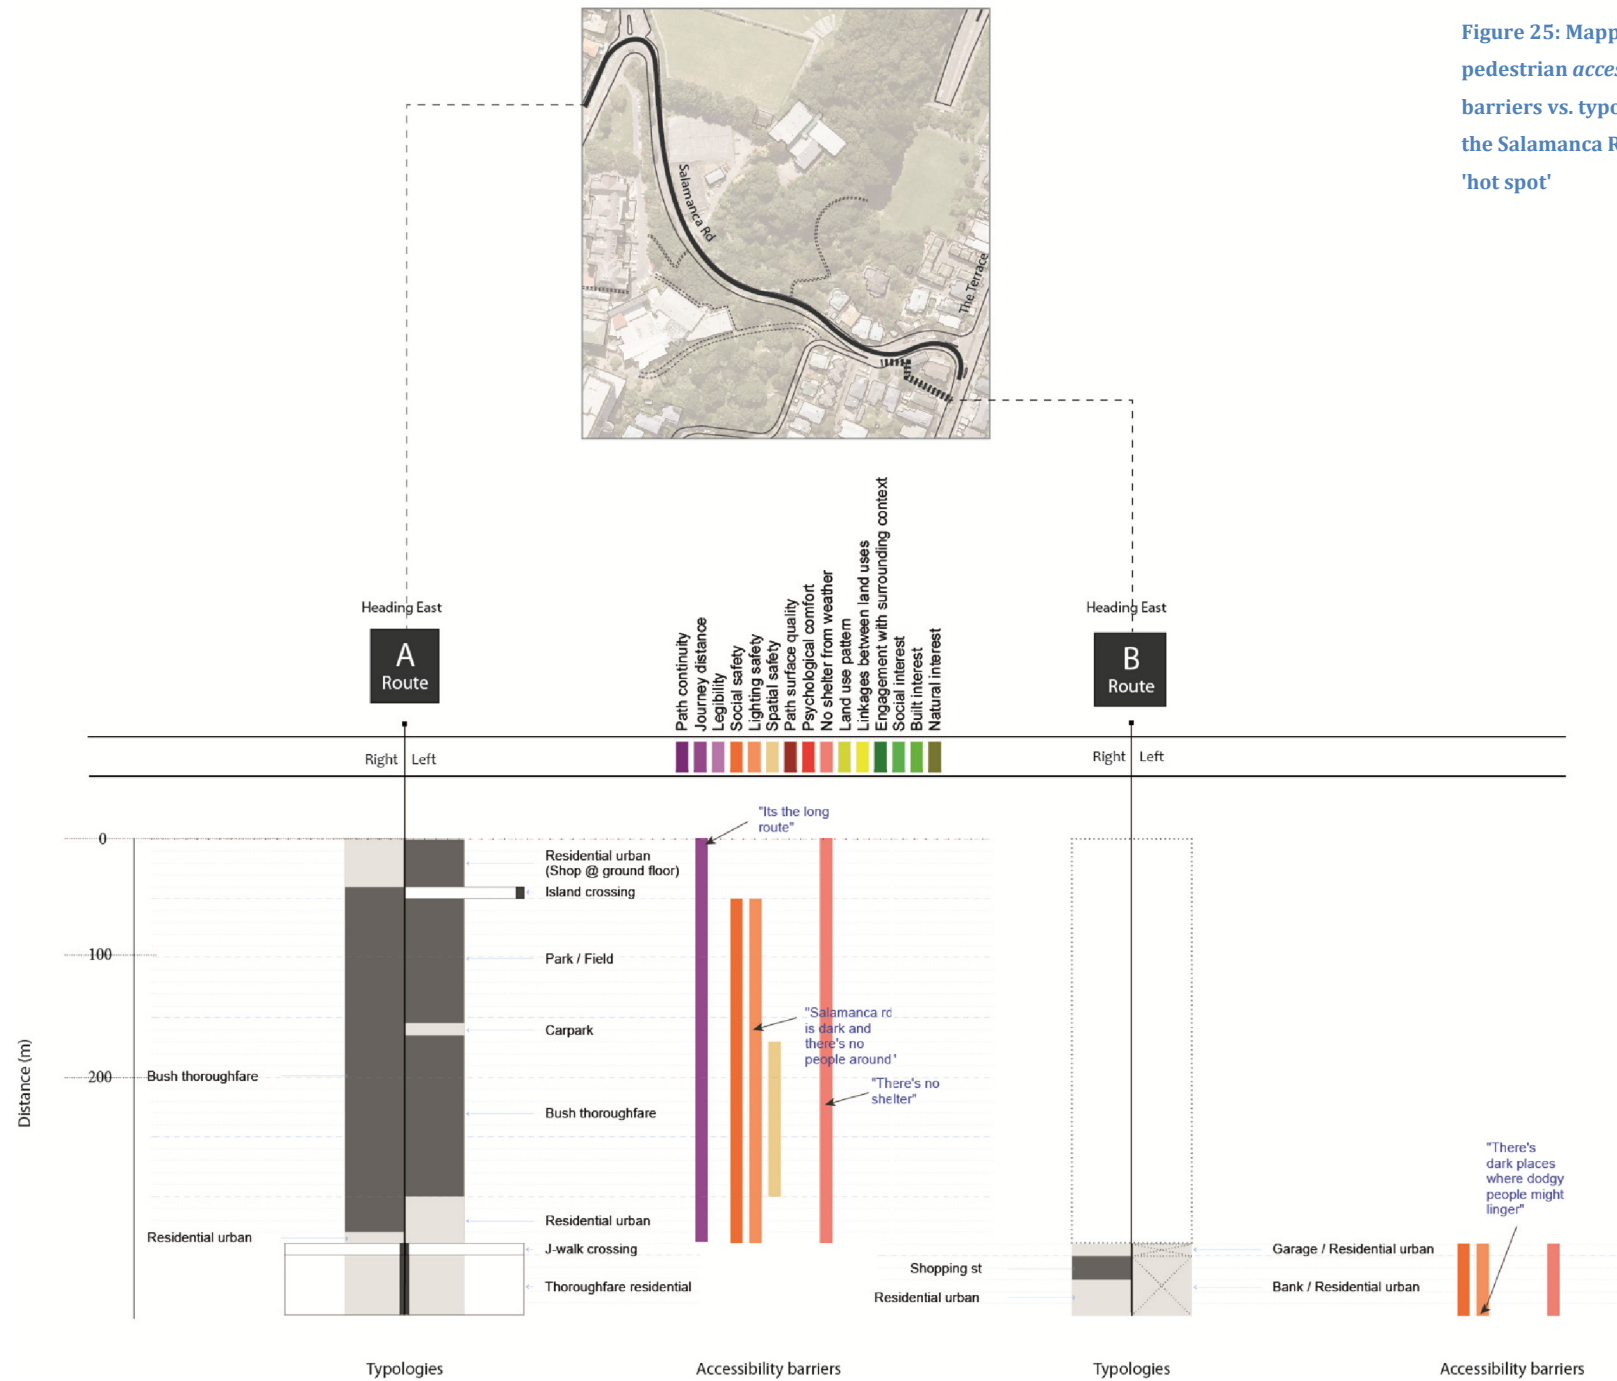 Figure 25: Mapp
pedestrian acces
barriers vs. typo
the Salamanca R
'hot spot'
Salamanca Rd
The Terrace
Heading East
A
Route
Path continuity
Journey distance
Legibility
Social safety
Lighting safety
Spatial safety
Path surface quality
Psychological comfort
No shelter from weather
Land use pattern
Linkages between land uses
Engagement with surrounding context
Social interest
Built interest
Natural interest
Heading East
B
Route
Right Left
Right Left
"Its the long
route"
0
Residential urban
(Shop @ ground floor)
Island crossing
100
Park / Field
"Salamanca rd
is dark and
there's no
people around"
Carpark
200
Bush thoroughfare
"There's no
shelter"
Bush thoroughfare
Distance (m)
"There's
dark places
where dodgy
people might
linger"
Residential urban
Residential urban
J-walk crossing
Thoroughfare residential
Shopping st
Residential urban
Garage / Residential urban
Bank / Residential urban
Typologies
Accessibility barriers
Typologies
Accessibility barriers